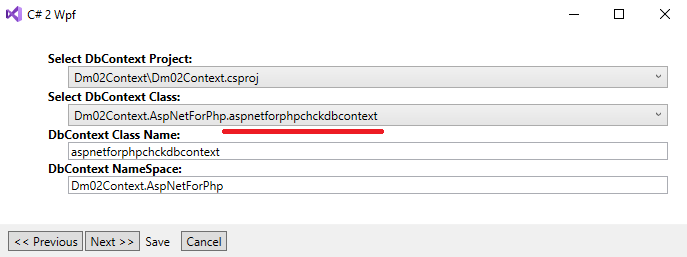 C# 2 Wpf
Select DbContext Project:
Dm02Context\Dm02Context.csproj
Select DbContext Class:
Dm02Context.AspNetForPhp.aspnetforphpchckdbcontext
DbContext Class Name:
aspnetforphpchckdbcontext
DbContext NameSpace:
Dm02Context.AspNetForPhp
<< Previous Next >> Save Cancel